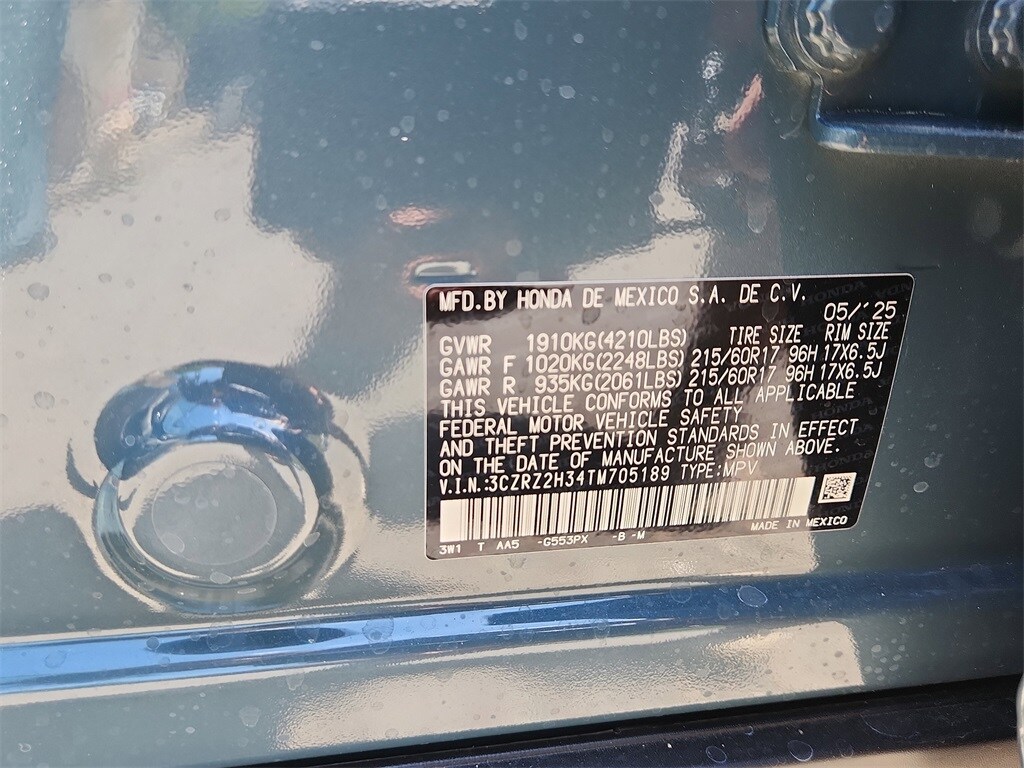 MFD.BY HONDA DE MEXICO S.A. DE C.V.
05/'25
GVWR 1910KG(4210LBS) TIRE SIZE RIM SIZE
GAWR F 1020KG(2248LBS) 215/60R17 96H 17X6.5J
GAWR R 935KG(2061LBS) 215/60R17 96H 17X6.5J
THIS VEHICLE CONFORMS TO ALL APPLICABLE
FEDERAL MOTOR VEHICLE SAFETY
AND THEFT PREVENTION STANDARDS IN EFFECT
ON THE DATE OF MANUFACTURE SHOWN ABOVE.
V.I.N.:3CZRZ2H34TM705189 TYPE:MPV
MADE IN MEXICO
3W1 T AA5 -G553PX -B -M